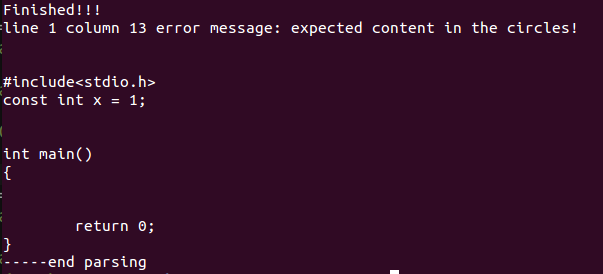 Finished!!!
line 1 column 13 error message: expected content in the circles!
#include<stdio.h>
const int x = 1;
int main()
{
return 0;
}
-----end parsing